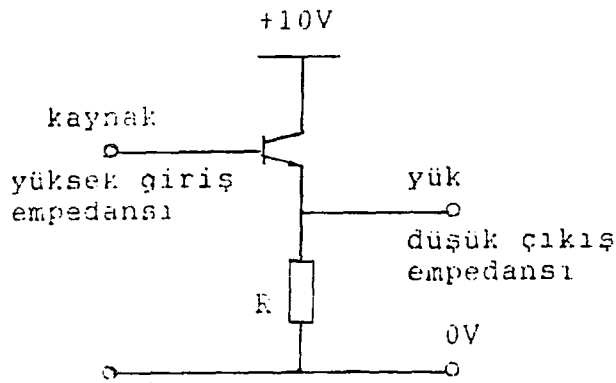 +10V
kaynak
yüksek giriş
empedansı
yük
düşük çıkış
empedansı
R
0V